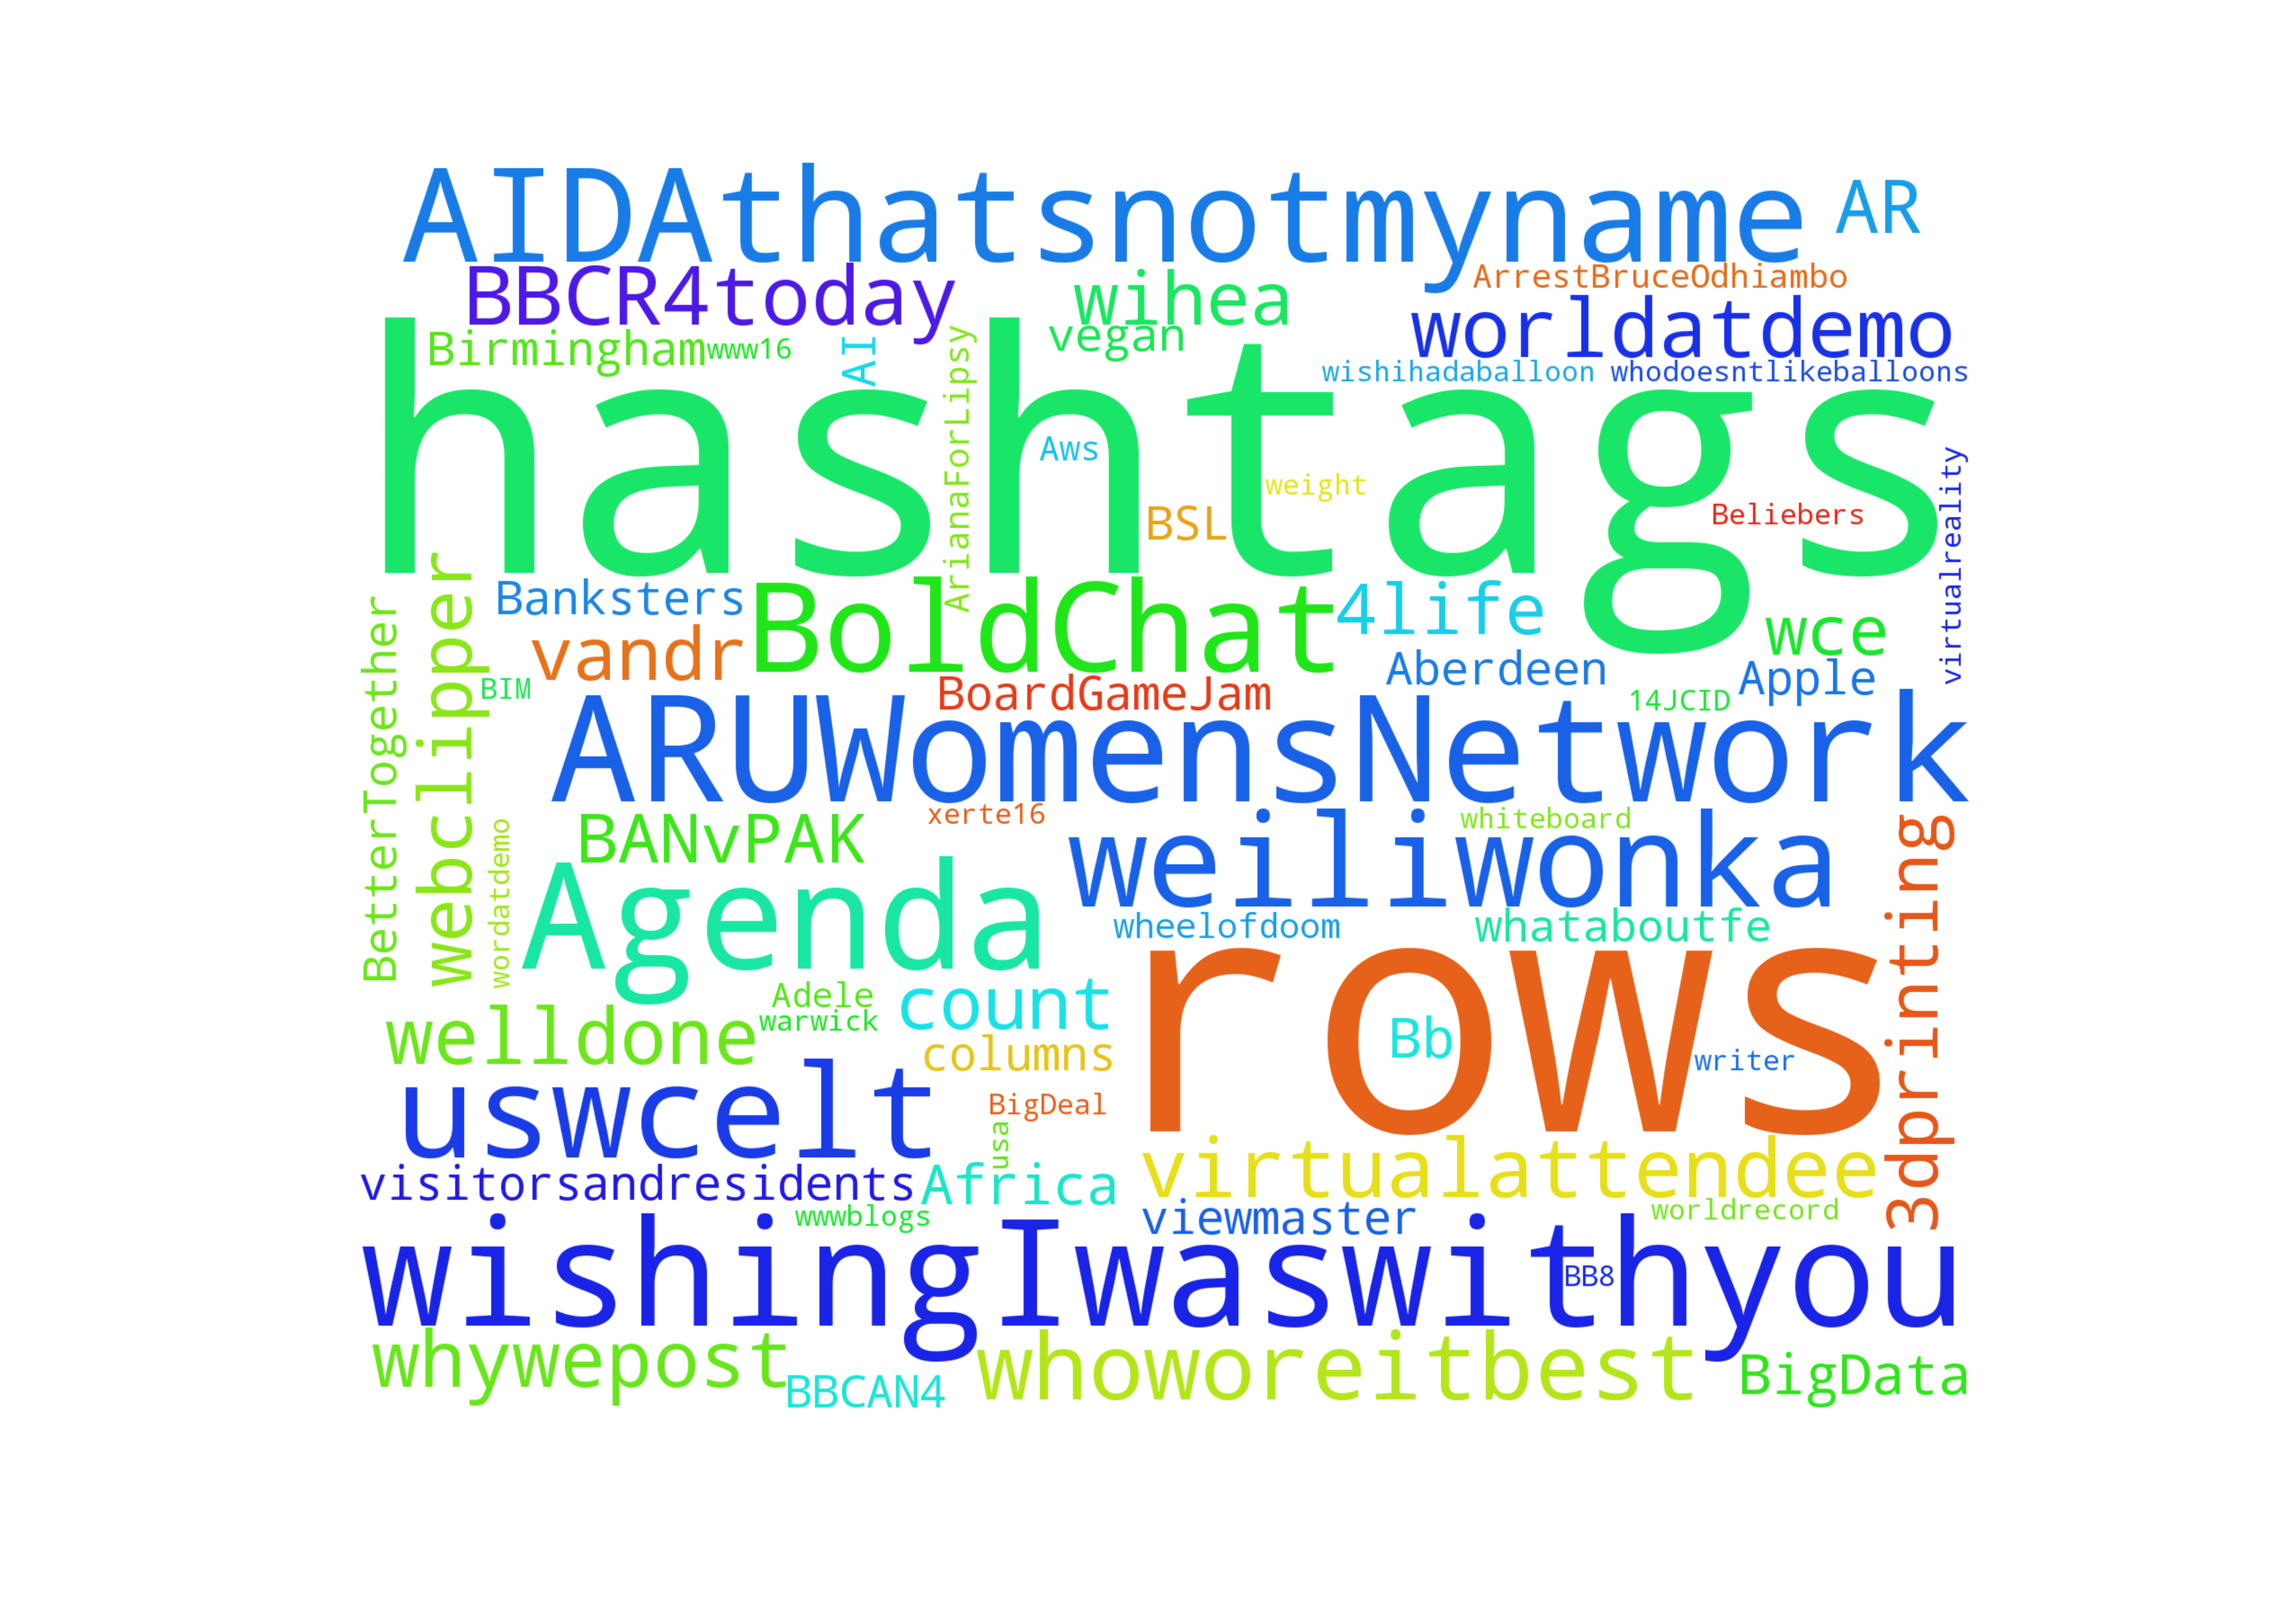 AIDAthatsnotmyname
AR
BBCR4today
wihea
ArrestBruceOdhiambo
worldatdemo
Birmingham
www16
AI
vegan
wishihadaballoon
whodoesntlikeballoons
hashtags
ArianaForLipsy
Aws
weight
BSL
Beliebers
virtualreality
Banksters
BoldChat
4life
wce
vandr
Aberdeen
Apple
BIM
BoardGameJam
14JCID
BetterTogether
webclipper
ARUWomensNetwork
xerte16
whiteboard
BANvPAK
weiliwonka
3dprinting
wordatdemo
Agenda
wheelofdoom
whataboutfe
rows
Adele
count
warwick
welldone
Bb
columns
writer
uswcelt
BigDeal
usa
virtualattendee
visitorsandresidents
Africa
wwwblogs
viewmaster
worldrecord
wishingIwaswithyou
BB8
whywepost
whoworeitbest
BBCAN4
BigData